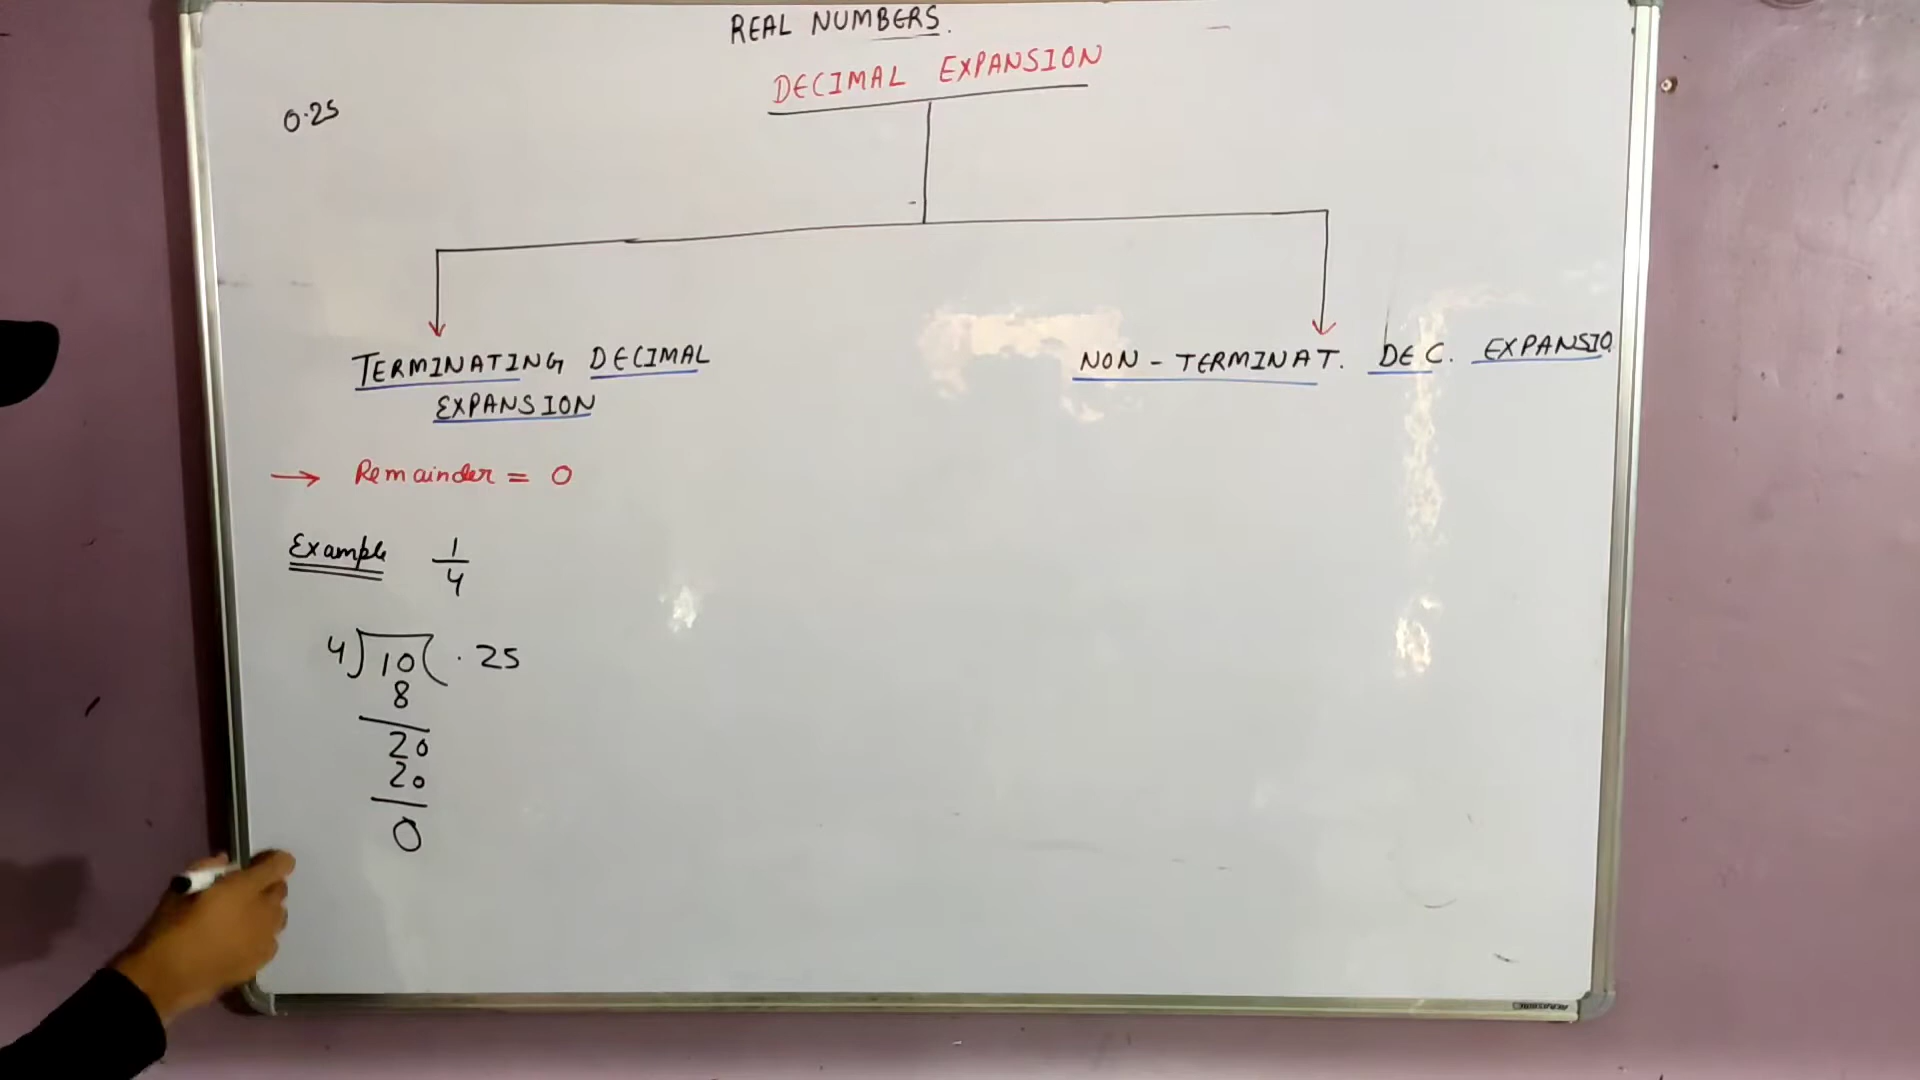 REAL NUMBERS.
DECIMAL EXPANSION
0.25
TERMINATING DECIMAL
EXPANSION
NON - TERMINAT. DEC. EXPANSIO
→ Remainder = 0
Example 1/4
4)10( .25
8
20
20
0